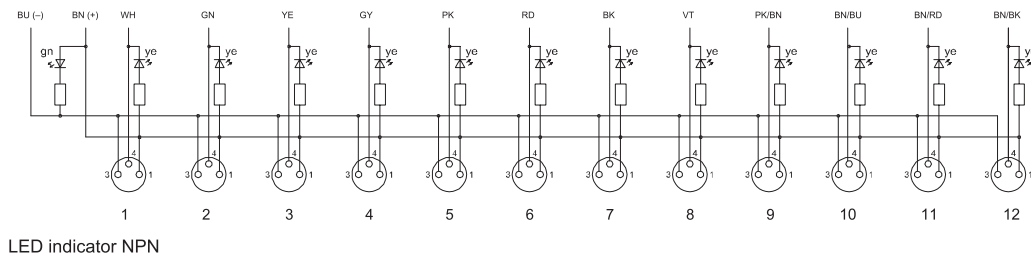 BU (–) BN (+) WH GN YE GY PK RD BK VT PK/BN BN/BU BN/RD BN/BK
gn ye ye ye ye ye ye ye ye ye ye ye y
4 4 4 4 4 4 4 4 4 4 4 4
3 1 3 1 3 1 3 1 3 1 3 1 3 1 3 1 3 1 3 1 3 1 3 1
1 2 3 4 5 6 7 8 9 10 11 12
LED indicator NPN